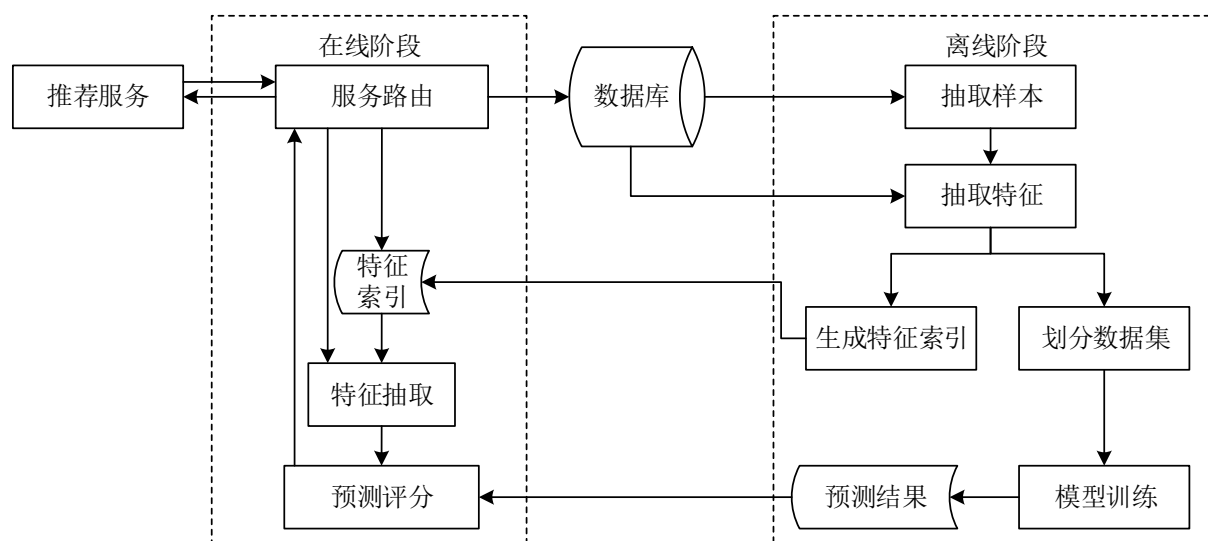 在线阶段
离线阶段
推荐服务
服务路由
数据库
抽取样本
抽取特征
特征
索引
生成特征索引
划分数据集
特征抽取
预测评分
预测结果
模型训练